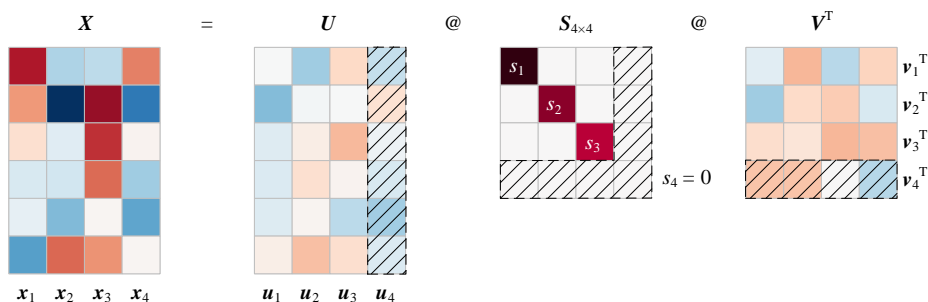 X = U @ S4×4 @ V^T
s1
s2
s3
s4 = 0
v1^T
v2^T
v3^T
v4^T
x1 x2 x3 x4
u1 u2 u3 u4